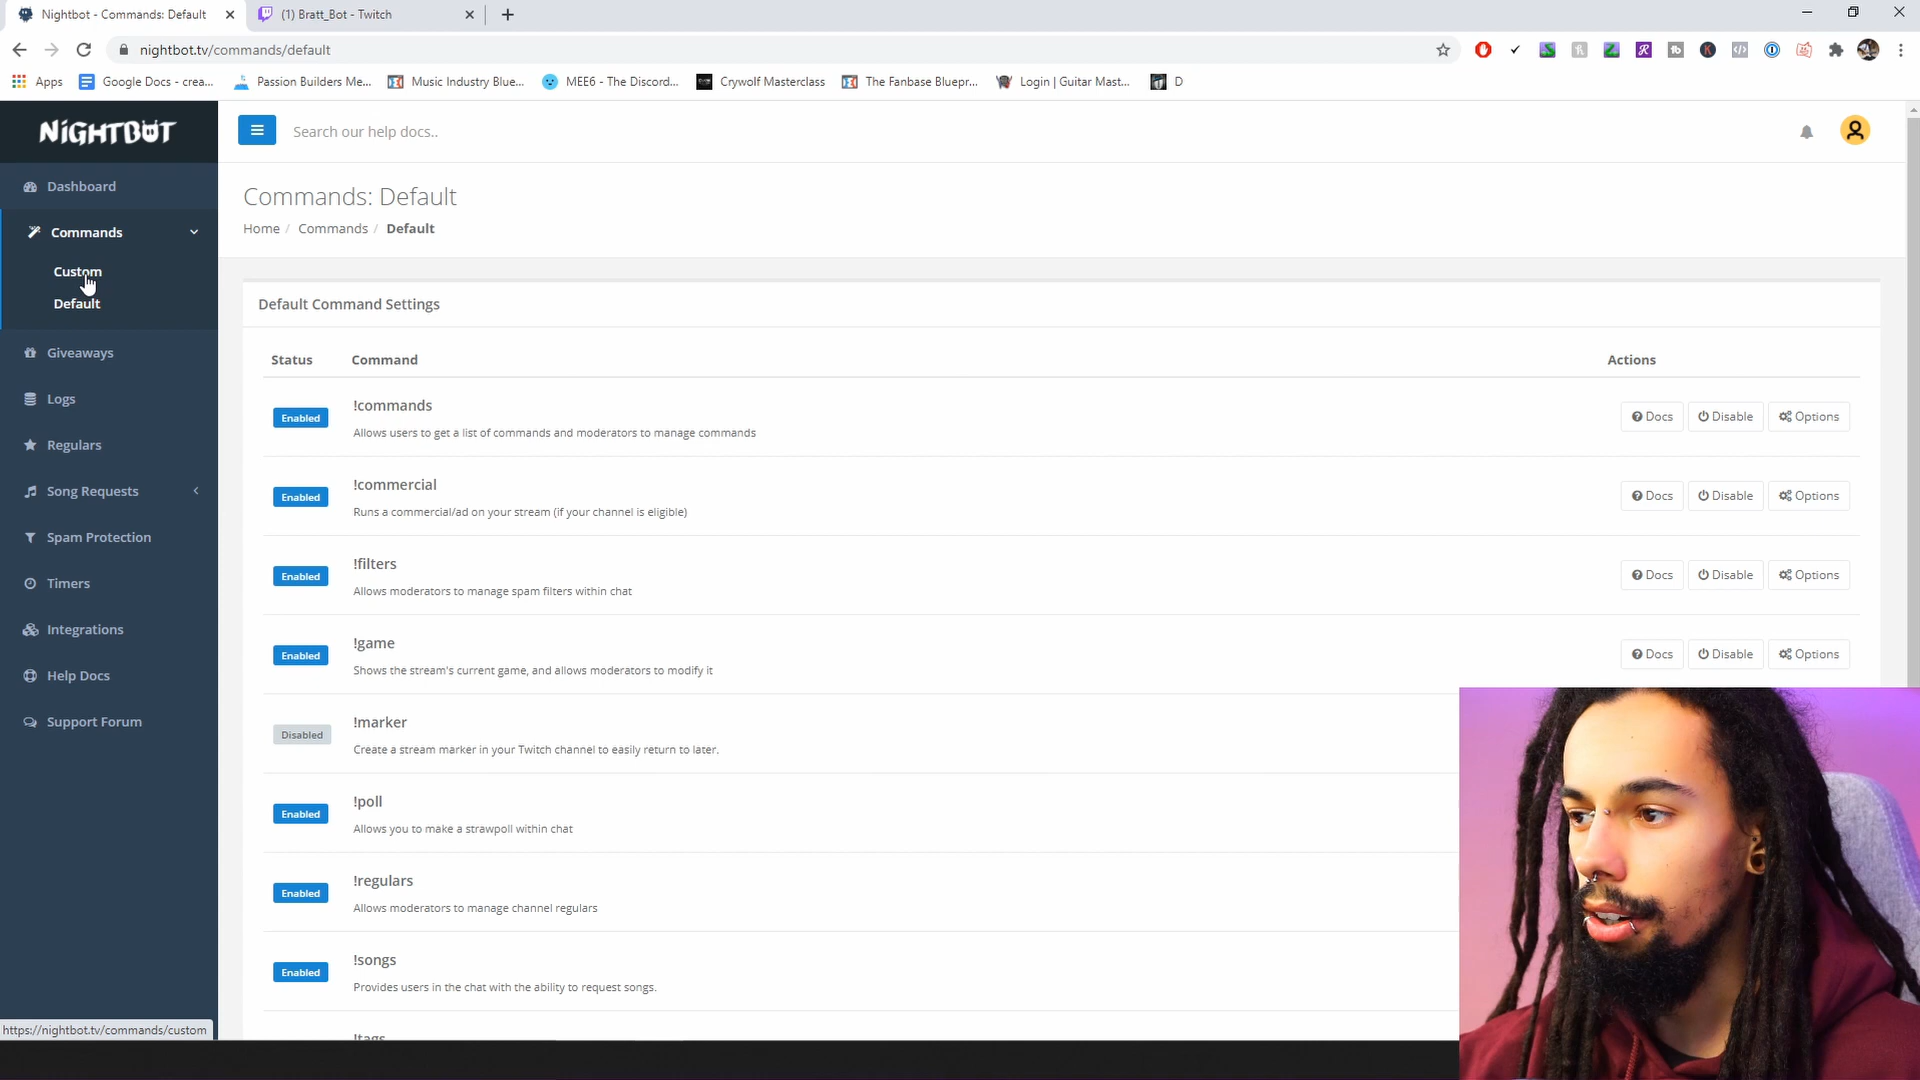 Nightbot - Commands: Default
(1) Bratt_Bot - Twitch
nightbot.tv/commands/default
Apps
Google Docs - crea...
Passion Builders Me...
Music Industry Blue...
MEE6 - The Discord...
Crywolf Masterclass
The Fanbase Bluepr...
Login | Guitar Mast...
D
NIGHTBOT
Search our help docs..
Dashboard
Commands
Custom
Default
Giveaways
Logs
Regulars
Song Requests
Spam Protection
Timers
Integrations
Help Docs
Support Forum
Commands: Default
Home / Commands / Default
Default Command Settings
Status Command Actions
Enabled !commands Docs Disable Options
Allows users to get a list of commands and moderators to manage commands
Enabled !commercial Docs Disable Options
Runs a commercial/ad on your stream (if your channel is eligible)
Enabled !filters Docs Disable Options
Allows moderators to manage spam filters within chat
Enabled !game Docs Disable Options
Shows the stream's current game, and allows moderators to modify it
Disabled !marker
Create a stream marker in your Twitch channel to easily return to later.
Enabled !poll
Allows you to make a strawpoll within chat
Enabled !regulars
Allows moderators to manage channel regulars
Enabled !songs
Provides users in the chat with the ability to request songs.
!tags
https://nightbot.tv/commands/custom